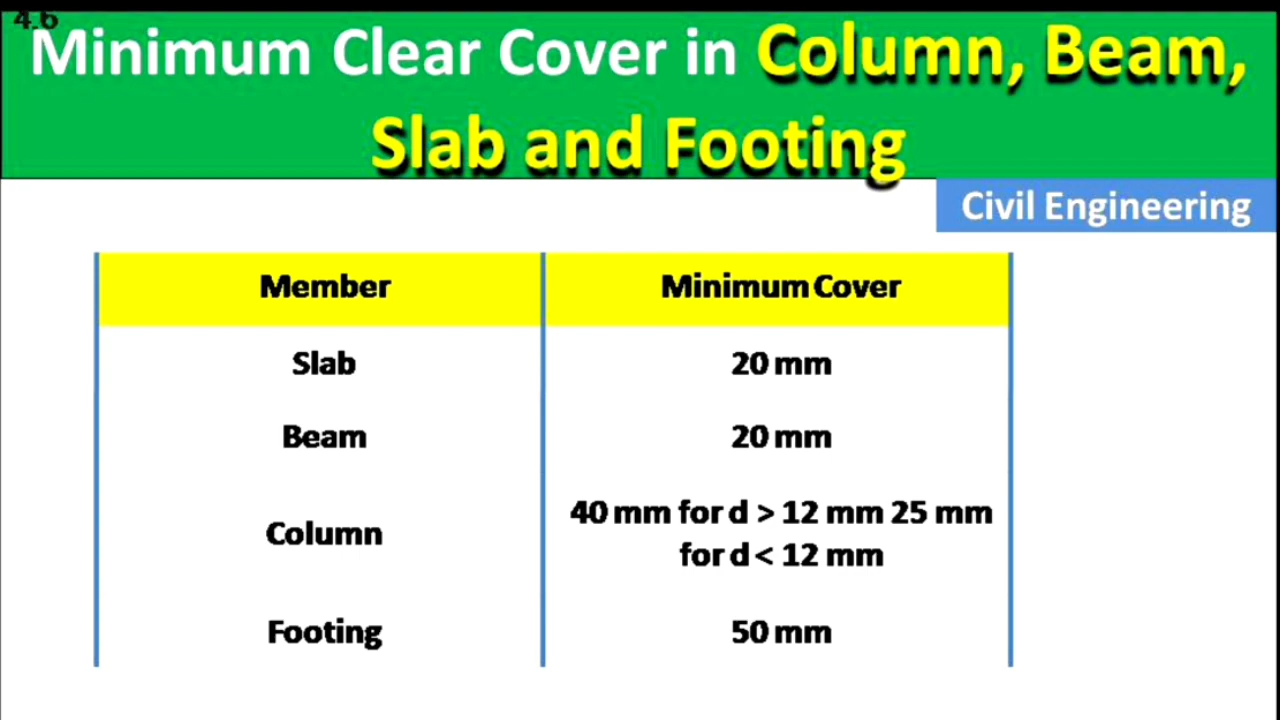 4.6
Minimum Clear Cover in Column, Beam,
Slab and Footing
Civil Engineering
Member Minimum Cover
Slab 20 mm
Beam 20 mm
Column 40 mm for d > 12 mm 25 mm
for d < 12 mm
Footing 50 mm